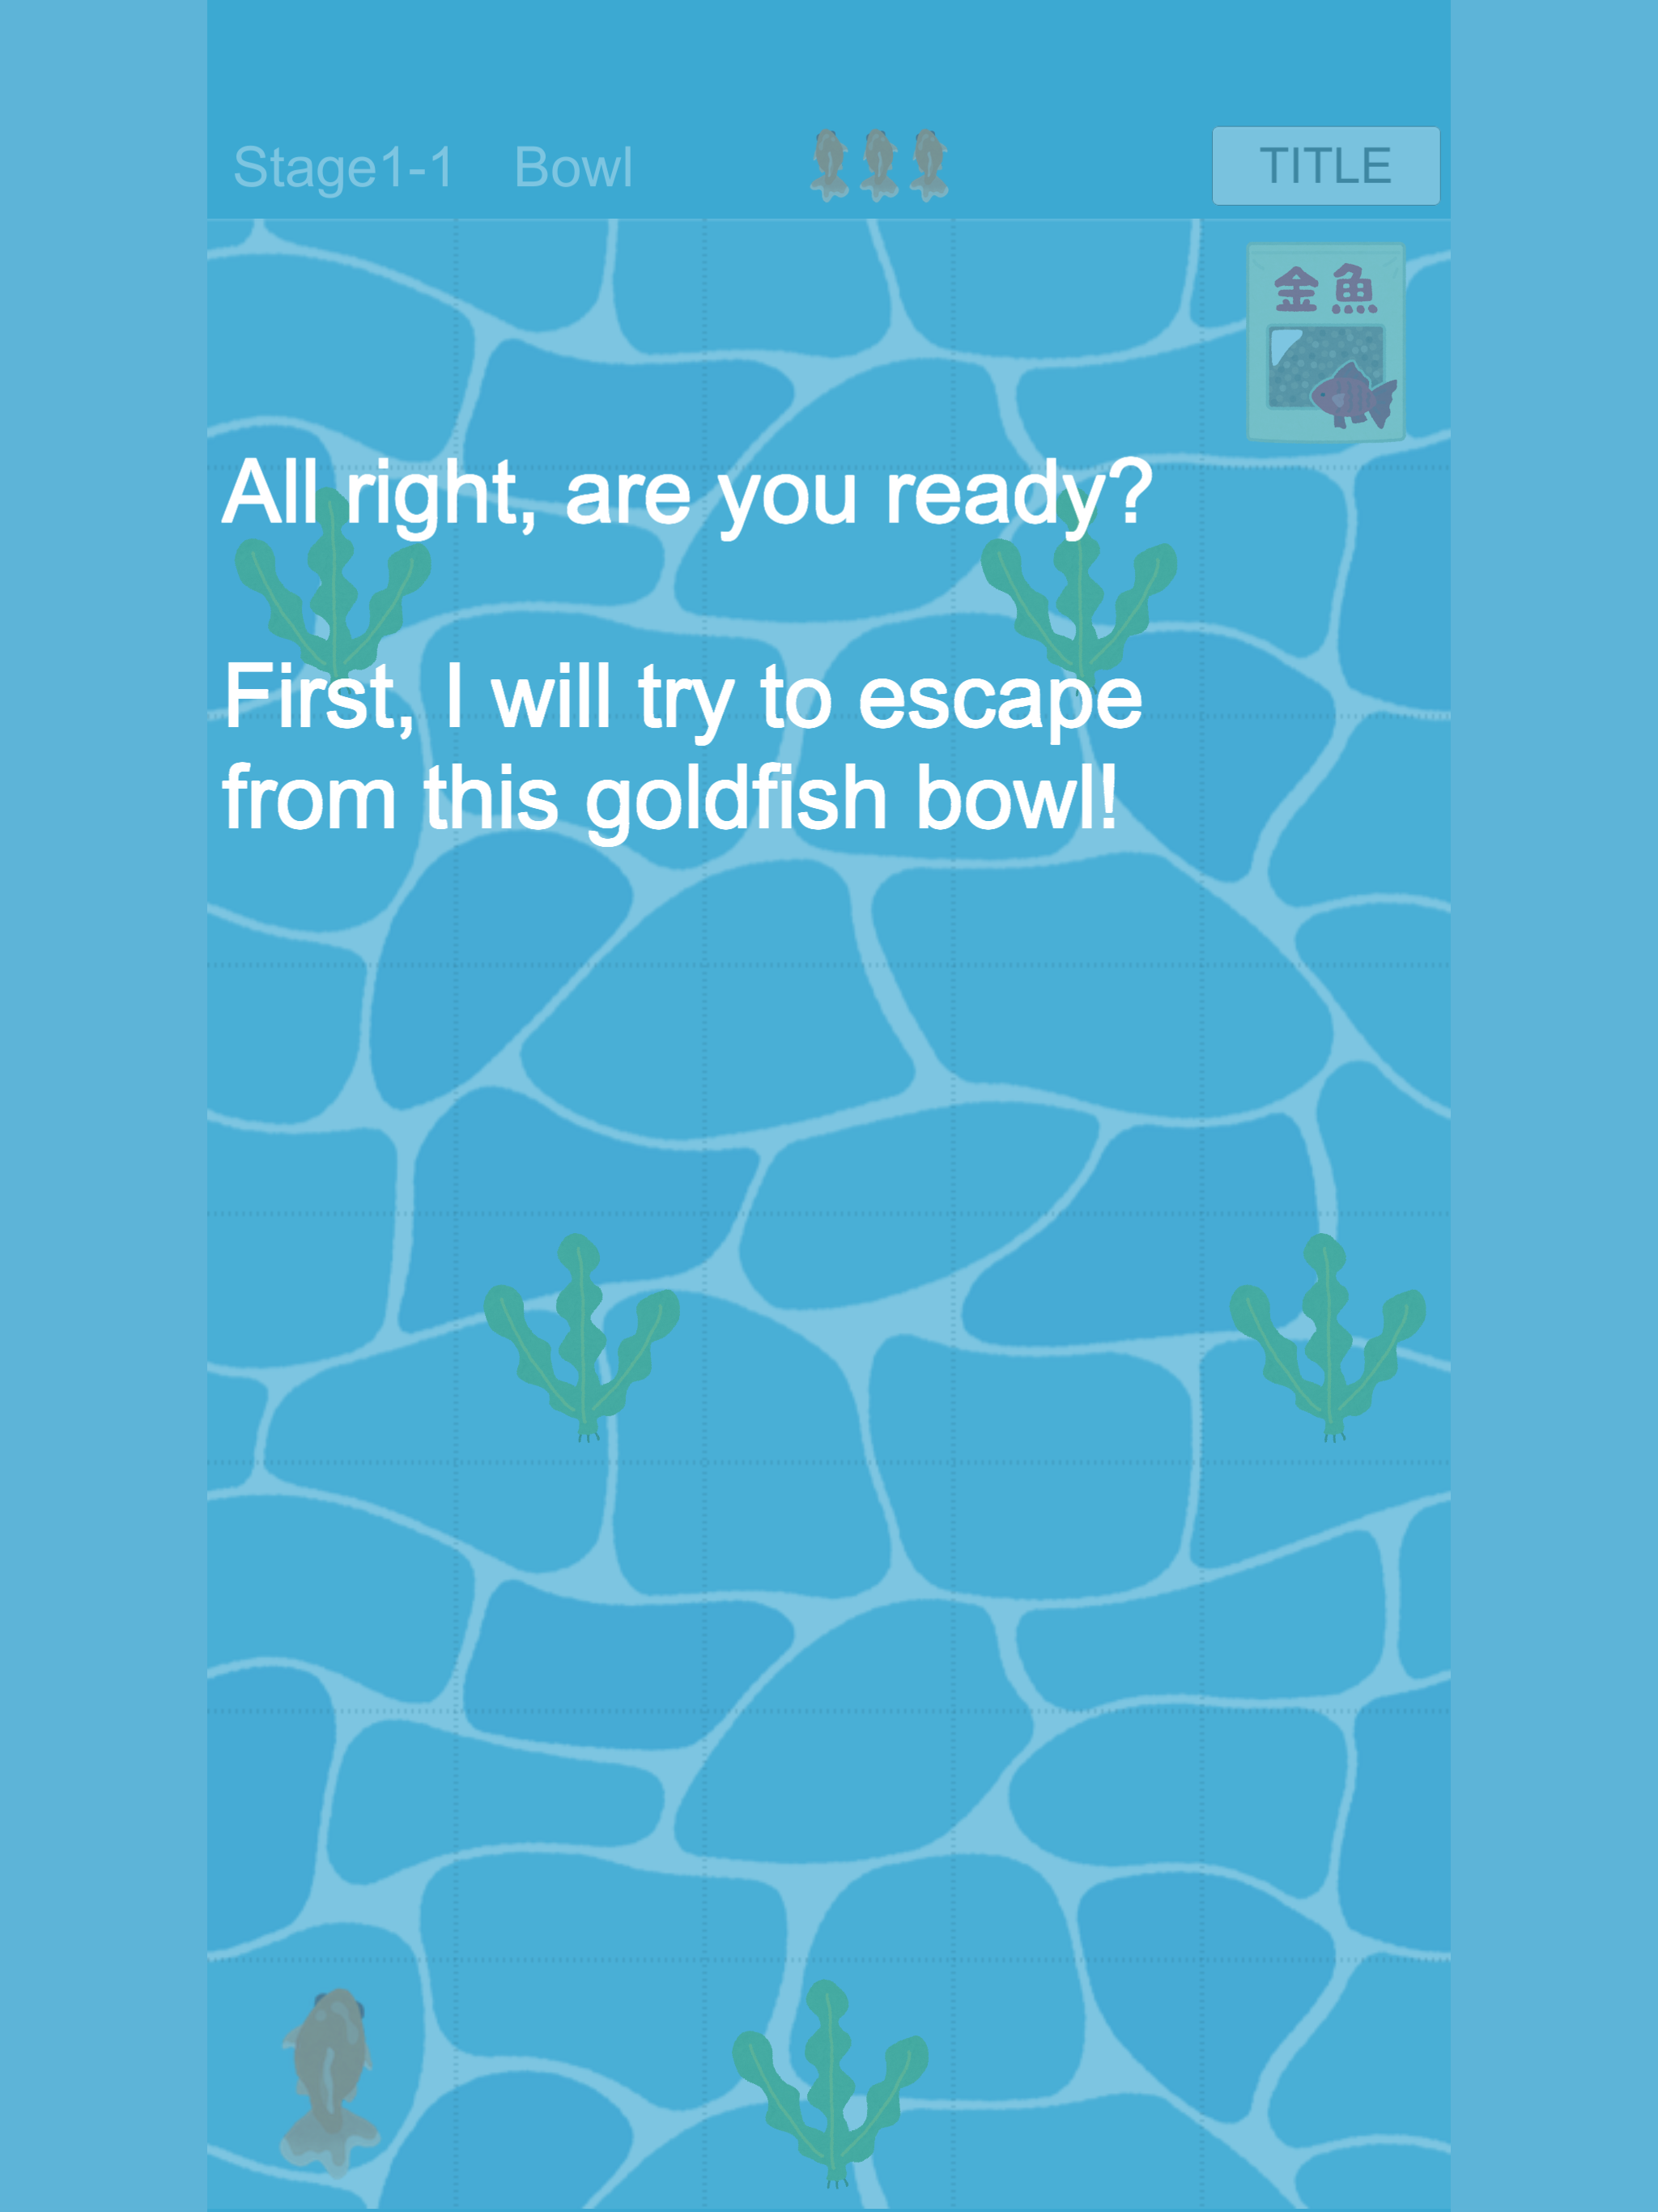 Stage1-1 Bowl TITLE
金魚
All right, are you ready?
First, I will try to escape
from this goldfish bowl!